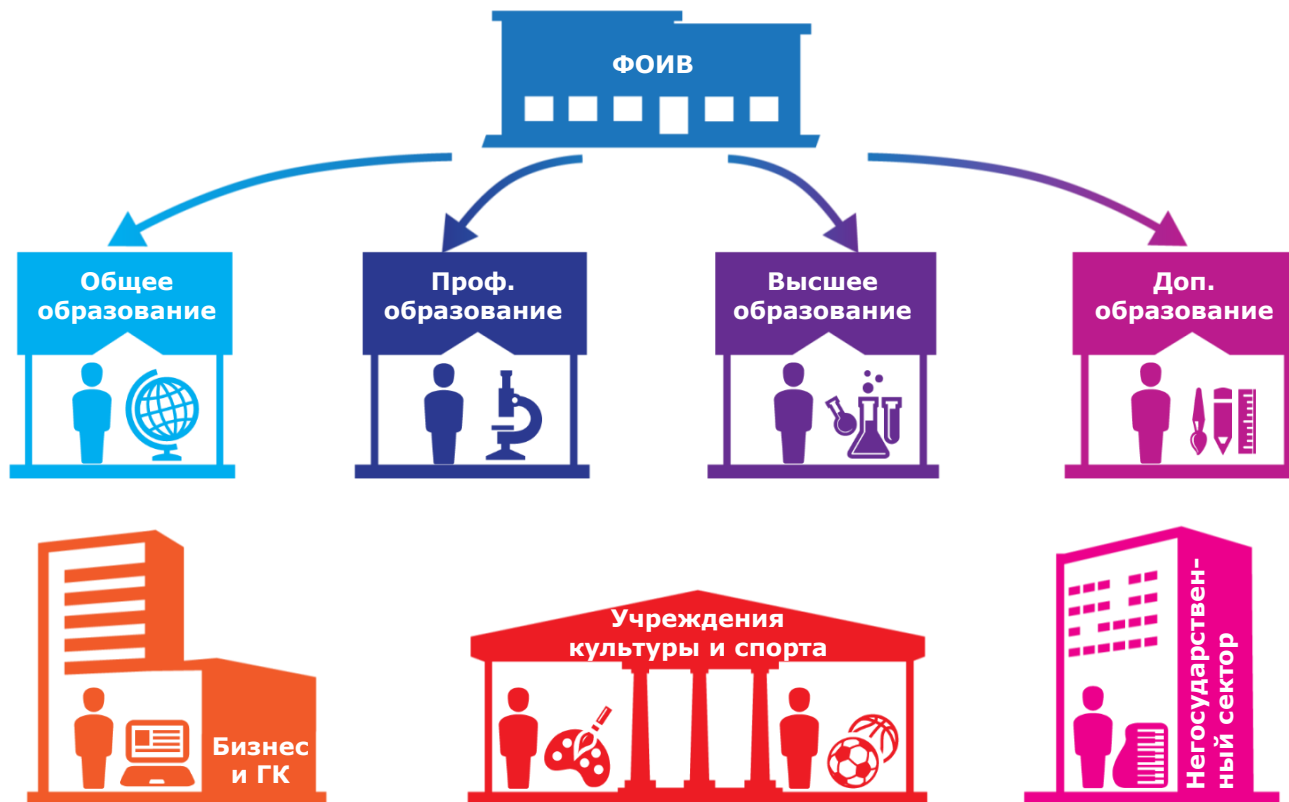 ФОИВ
Общее
образование
Проф.
образование
Высшее
образование
Доп.
образование
Бизнес
и ГК
Учреждения
культуры и спорта
Негосударствен-
ный сектор